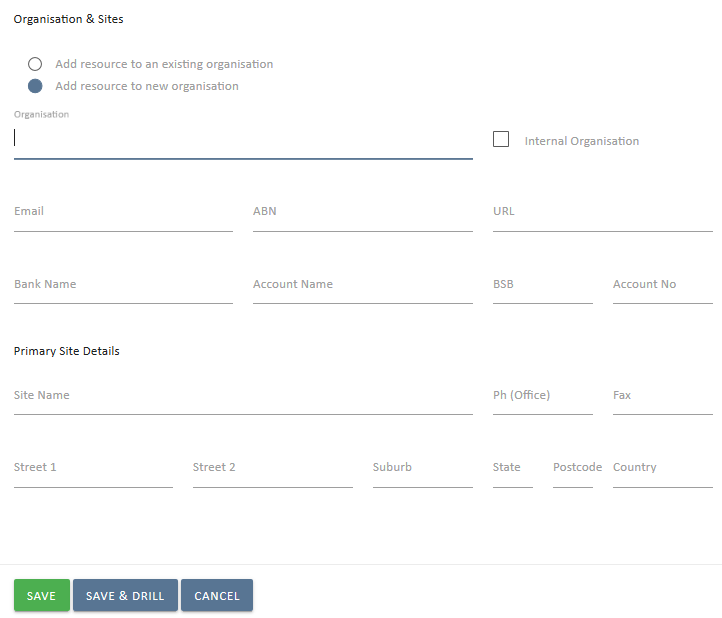 Organisation & Sites
Add resource to an existing organisation
Add resource to new organisation
Organisation
Internal Organisation
Email ABN URL
Bank Name Account Name BSB Account No
Primary Site Details
Site Name Ph (Office) Fax
Street 1 Street 2 Suburb State Postcode Country
SAVE SAVE & DRILL CANCEL